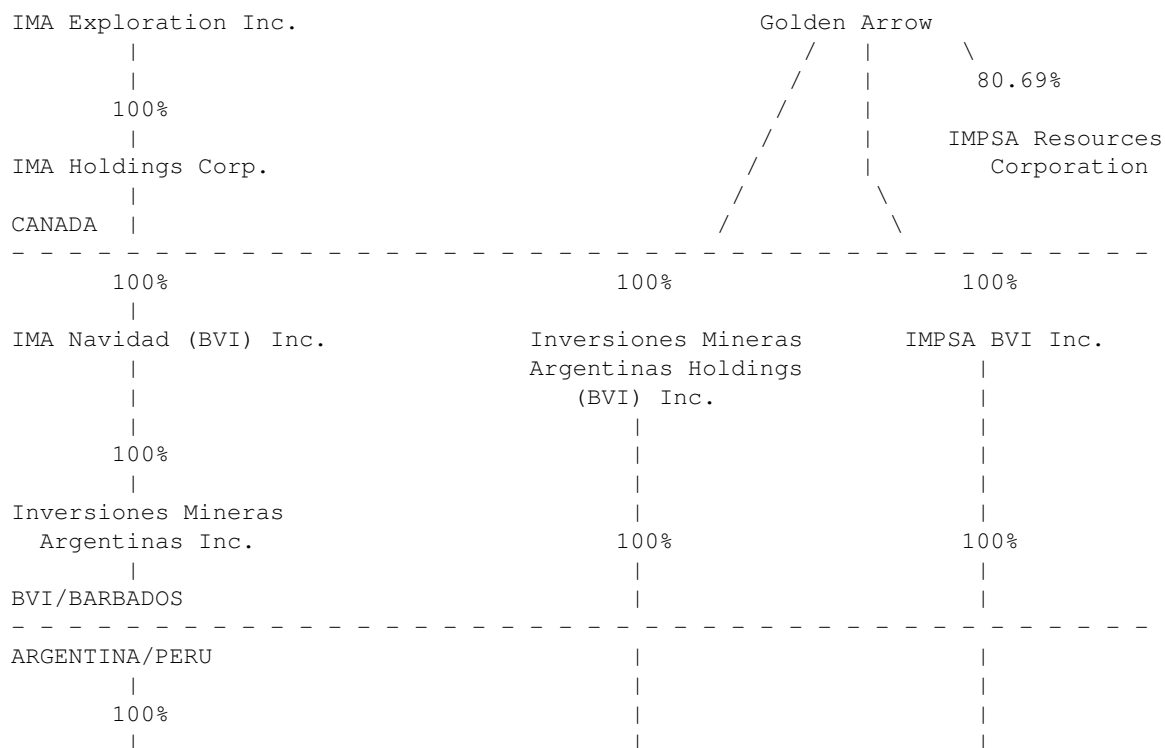 IMA Exploration Inc. Golden Arrow
| / | \
| / | 80.69%
100% / |
| / | IMPSA Resources
IMA Holdings Corp. / | Corporation
| / \
CANADA | / \
- - - - - - - - - - - - - - - - - - - - - - - - - - - - - - - - - - - - - - - -
100% 100% 100%
|
IMA Navidad (BVI) Inc. Inversiones Mineras IMPSA BVI Inc.
| Argentinas Holdings |
| (BVI) Inc. |
| | |
100% | |
| | |
Inversiones Mineras | |
Argentinas Inc. 100% 100%
| | |
BVI/BARBADOS | |
- - - - - - - - - - - - - - - - - - - - - - - - - - - - - - - - - - - - - - - -
ARGENTINA/PERU | |
| | |
100% | |
| | |